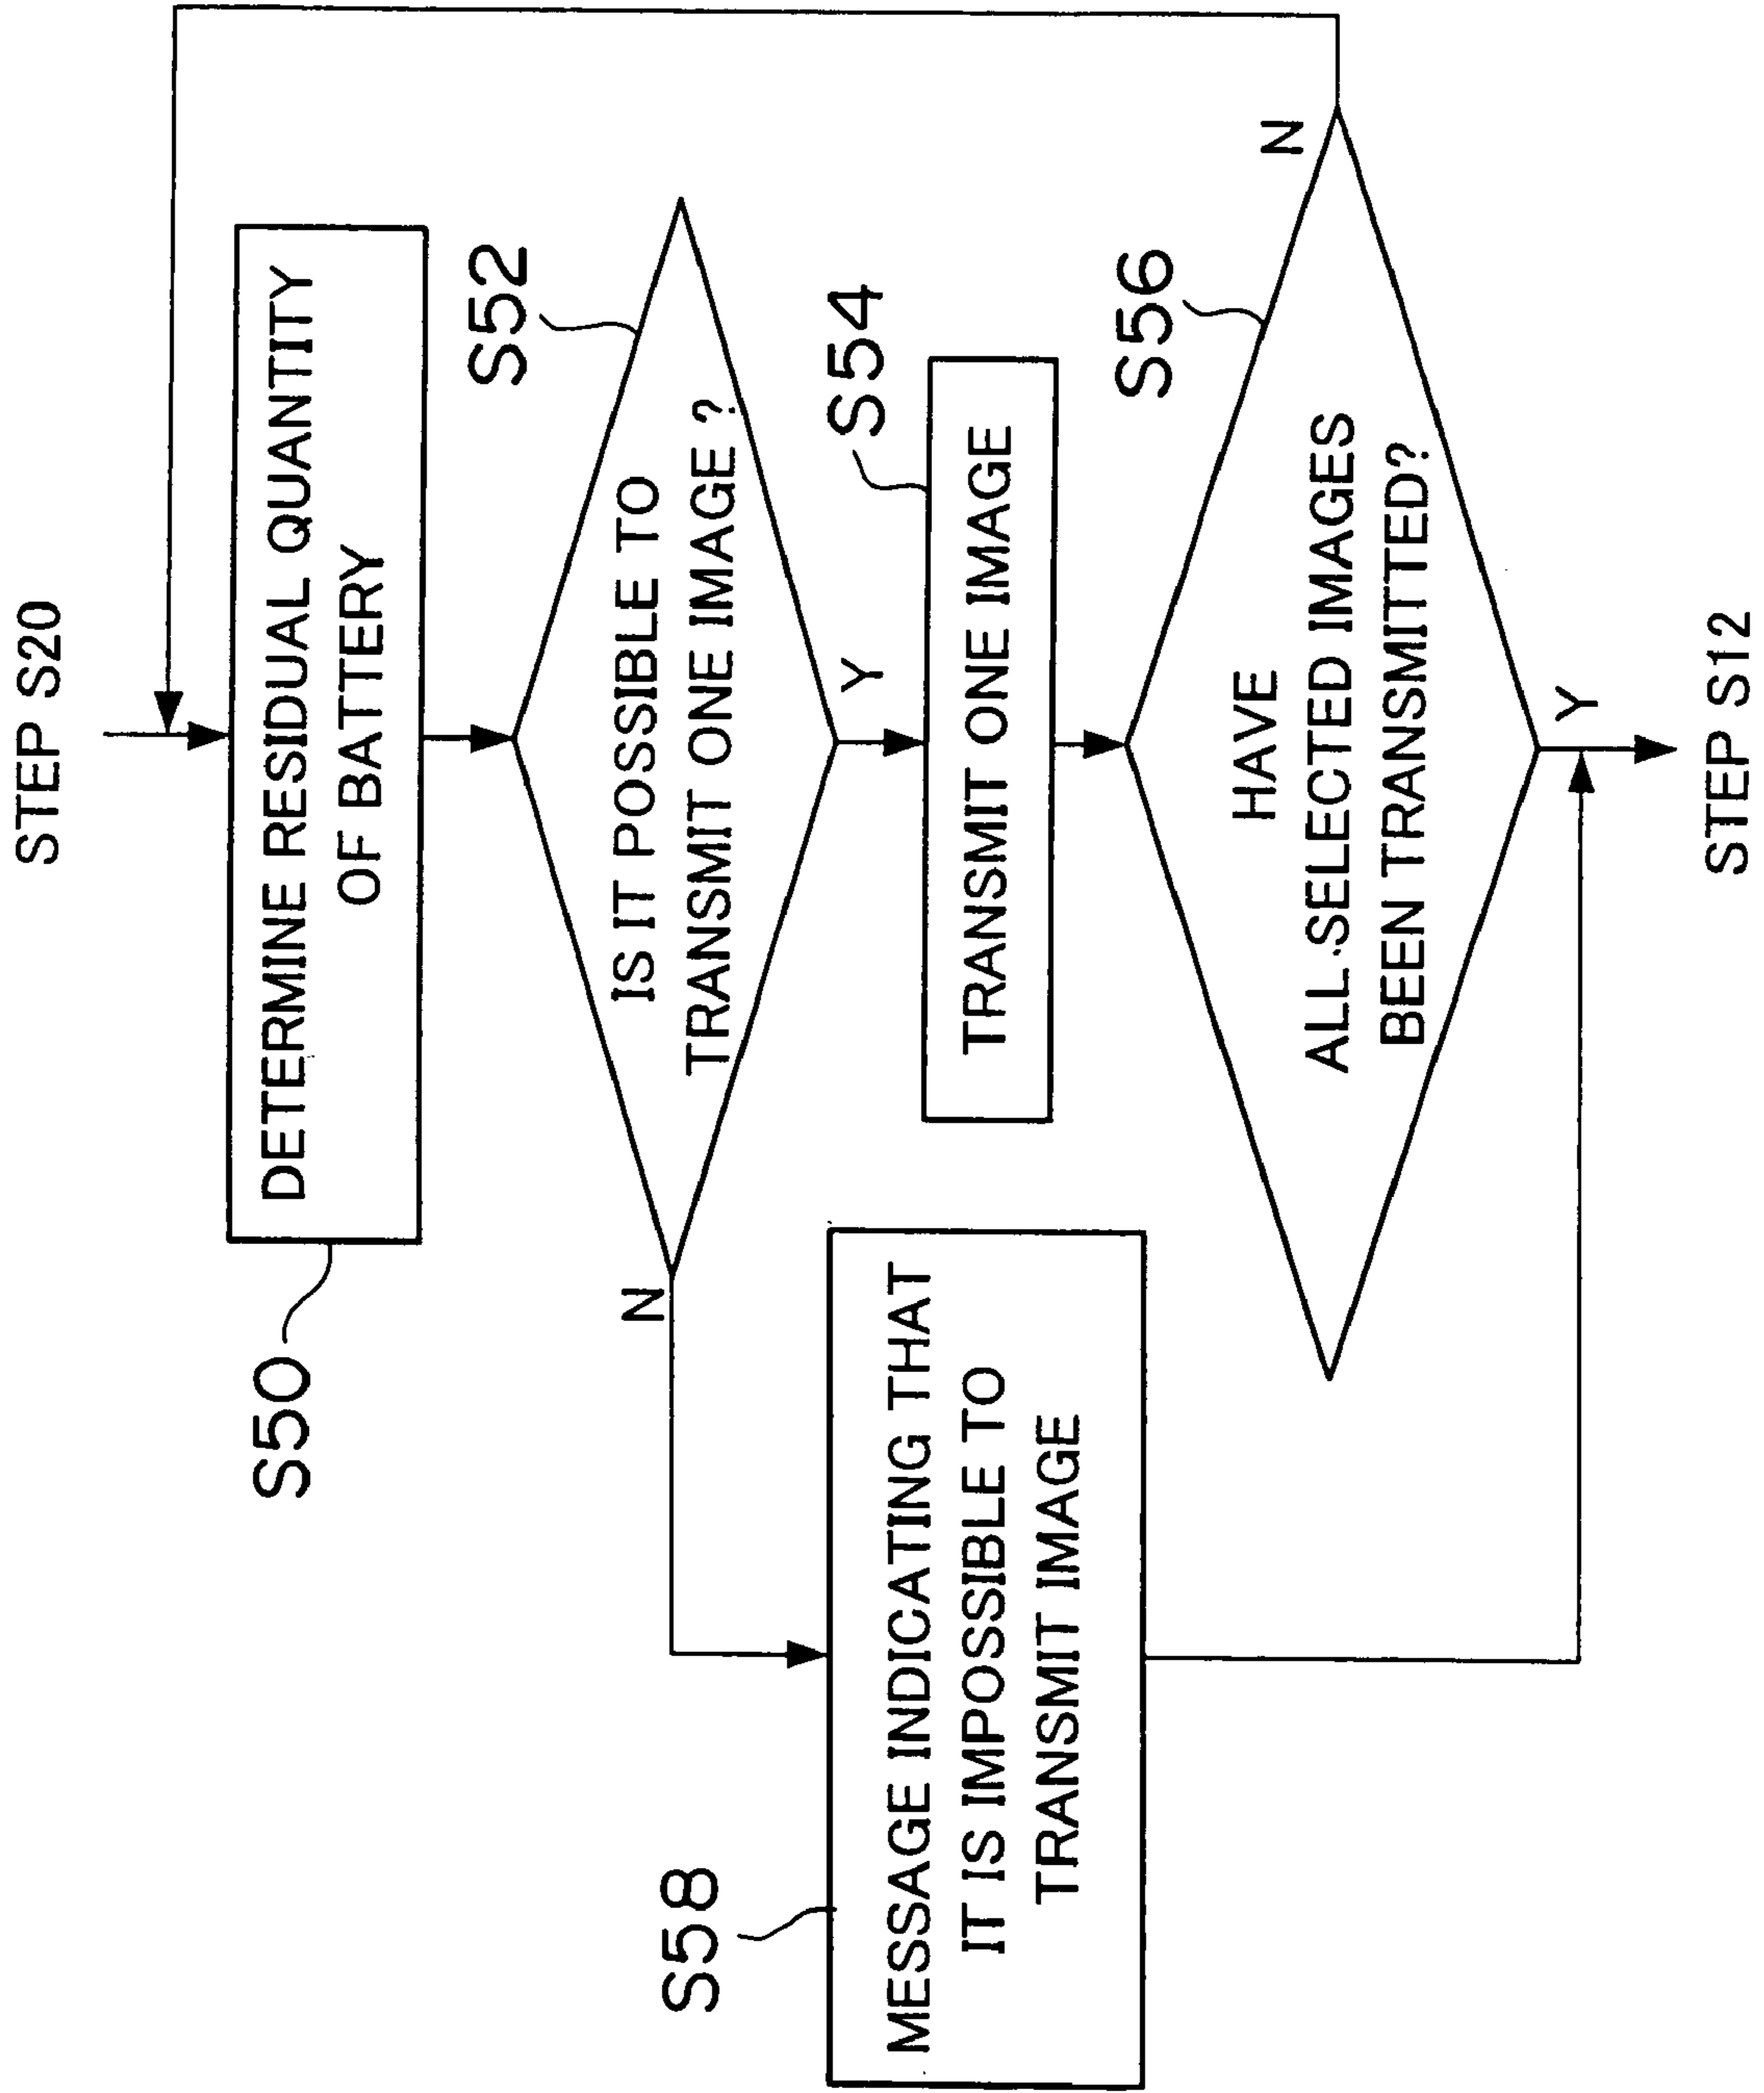 STEP S20
S50
DETERMINE RESIDUAL QUANTITY
OF BATTERY
S52
IS IT POSSIBLE TO
TRANSMIT ONE IMAGE ?
N
Y
S54
TRANSMIT ONE IMAGE
S58
MESSAGE INDICATING THAT
IT IS IMPOSSIBLE TO
TRANSMIT IMAGE
S56
HAVE
ALL SELECTED IMAGES
BEEN TRANSMITTED?
N
Y
STEP S12